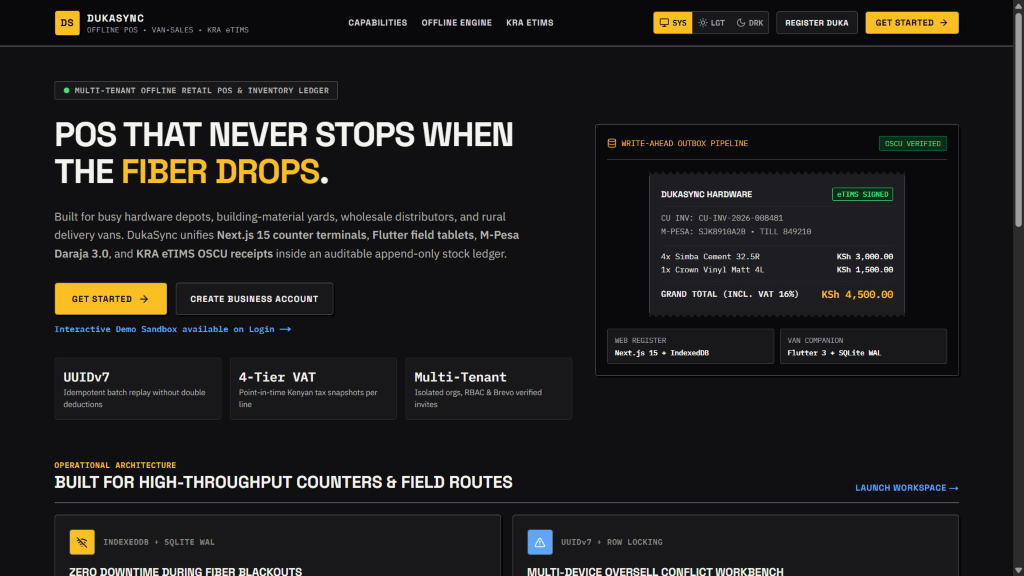 DS
DUKASYNC
OFFLINE POS • VAN-SALES • KRA eTIMS
CAPABILITIES
OFFLINE ENGINE
KRA ETIMS
SYS
LGT
DRK
REGISTER DUKA
GET STARTED →
MULTI-TENANT OFFLINE RETAIL POS & INVENTORY LEDGER
POS THAT NEVER STOPS WHEN
THE FIBER DROPS.
Built for busy hardware depots, building-material yards, wholesale distributors, and rural
delivery vans. DukaSync unifies Next.js 15 counter terminals, Flutter field tablets, M-Pesa
Daraja 3.0, and KRA eTIMS OSCU receipts inside an auditable append-only stock ledger.
GET STARTED →
CREATE BUSINESS ACCOUNT
Interactive Demo Sandbox available on Login →
UUIDv7
Idempotent batch replay without double
deductions
4-Tier VAT
Point-in-time Kenyan tax snapshots per
line
Multi-Tenant
Isolated orgs, RBAC & Brevo verified
invites
WRITE-AHEAD OUTBOX PIPELINE
OSCU VERIFIED
DUKASYNC HARDWARE
eTIMS SIGNED
CU INV: CU-INV-2026-008481
M-PESA: SJK8910A2B • TILL 849210
4x Simba Cement 32.5R KSh 3,000.00
1x Crown Vinyl Matt 4L KSh 1,500.00
GRAND TOTAL (INCL. VAT 16%) KSh 4,500.00
WEB REGISTER
Next.js 15 + IndexedDB
VAN COMPANION
Flutter 3 + SQLite WAL
OPERATIONAL ARCHITECTURE
BUILT FOR HIGH-THROUGHPUT COUNTERS & FIELD ROUTES
LAUNCH WORKSPACE →
INDEXEDDB + SQLITE WAL
ZERO DOWNTIME DURING FIBER BLACKOUTS
UUIDv7 + ROW LOCKING
MULTI-DEVICE OVERSELL CONFLICT WORKBENCH